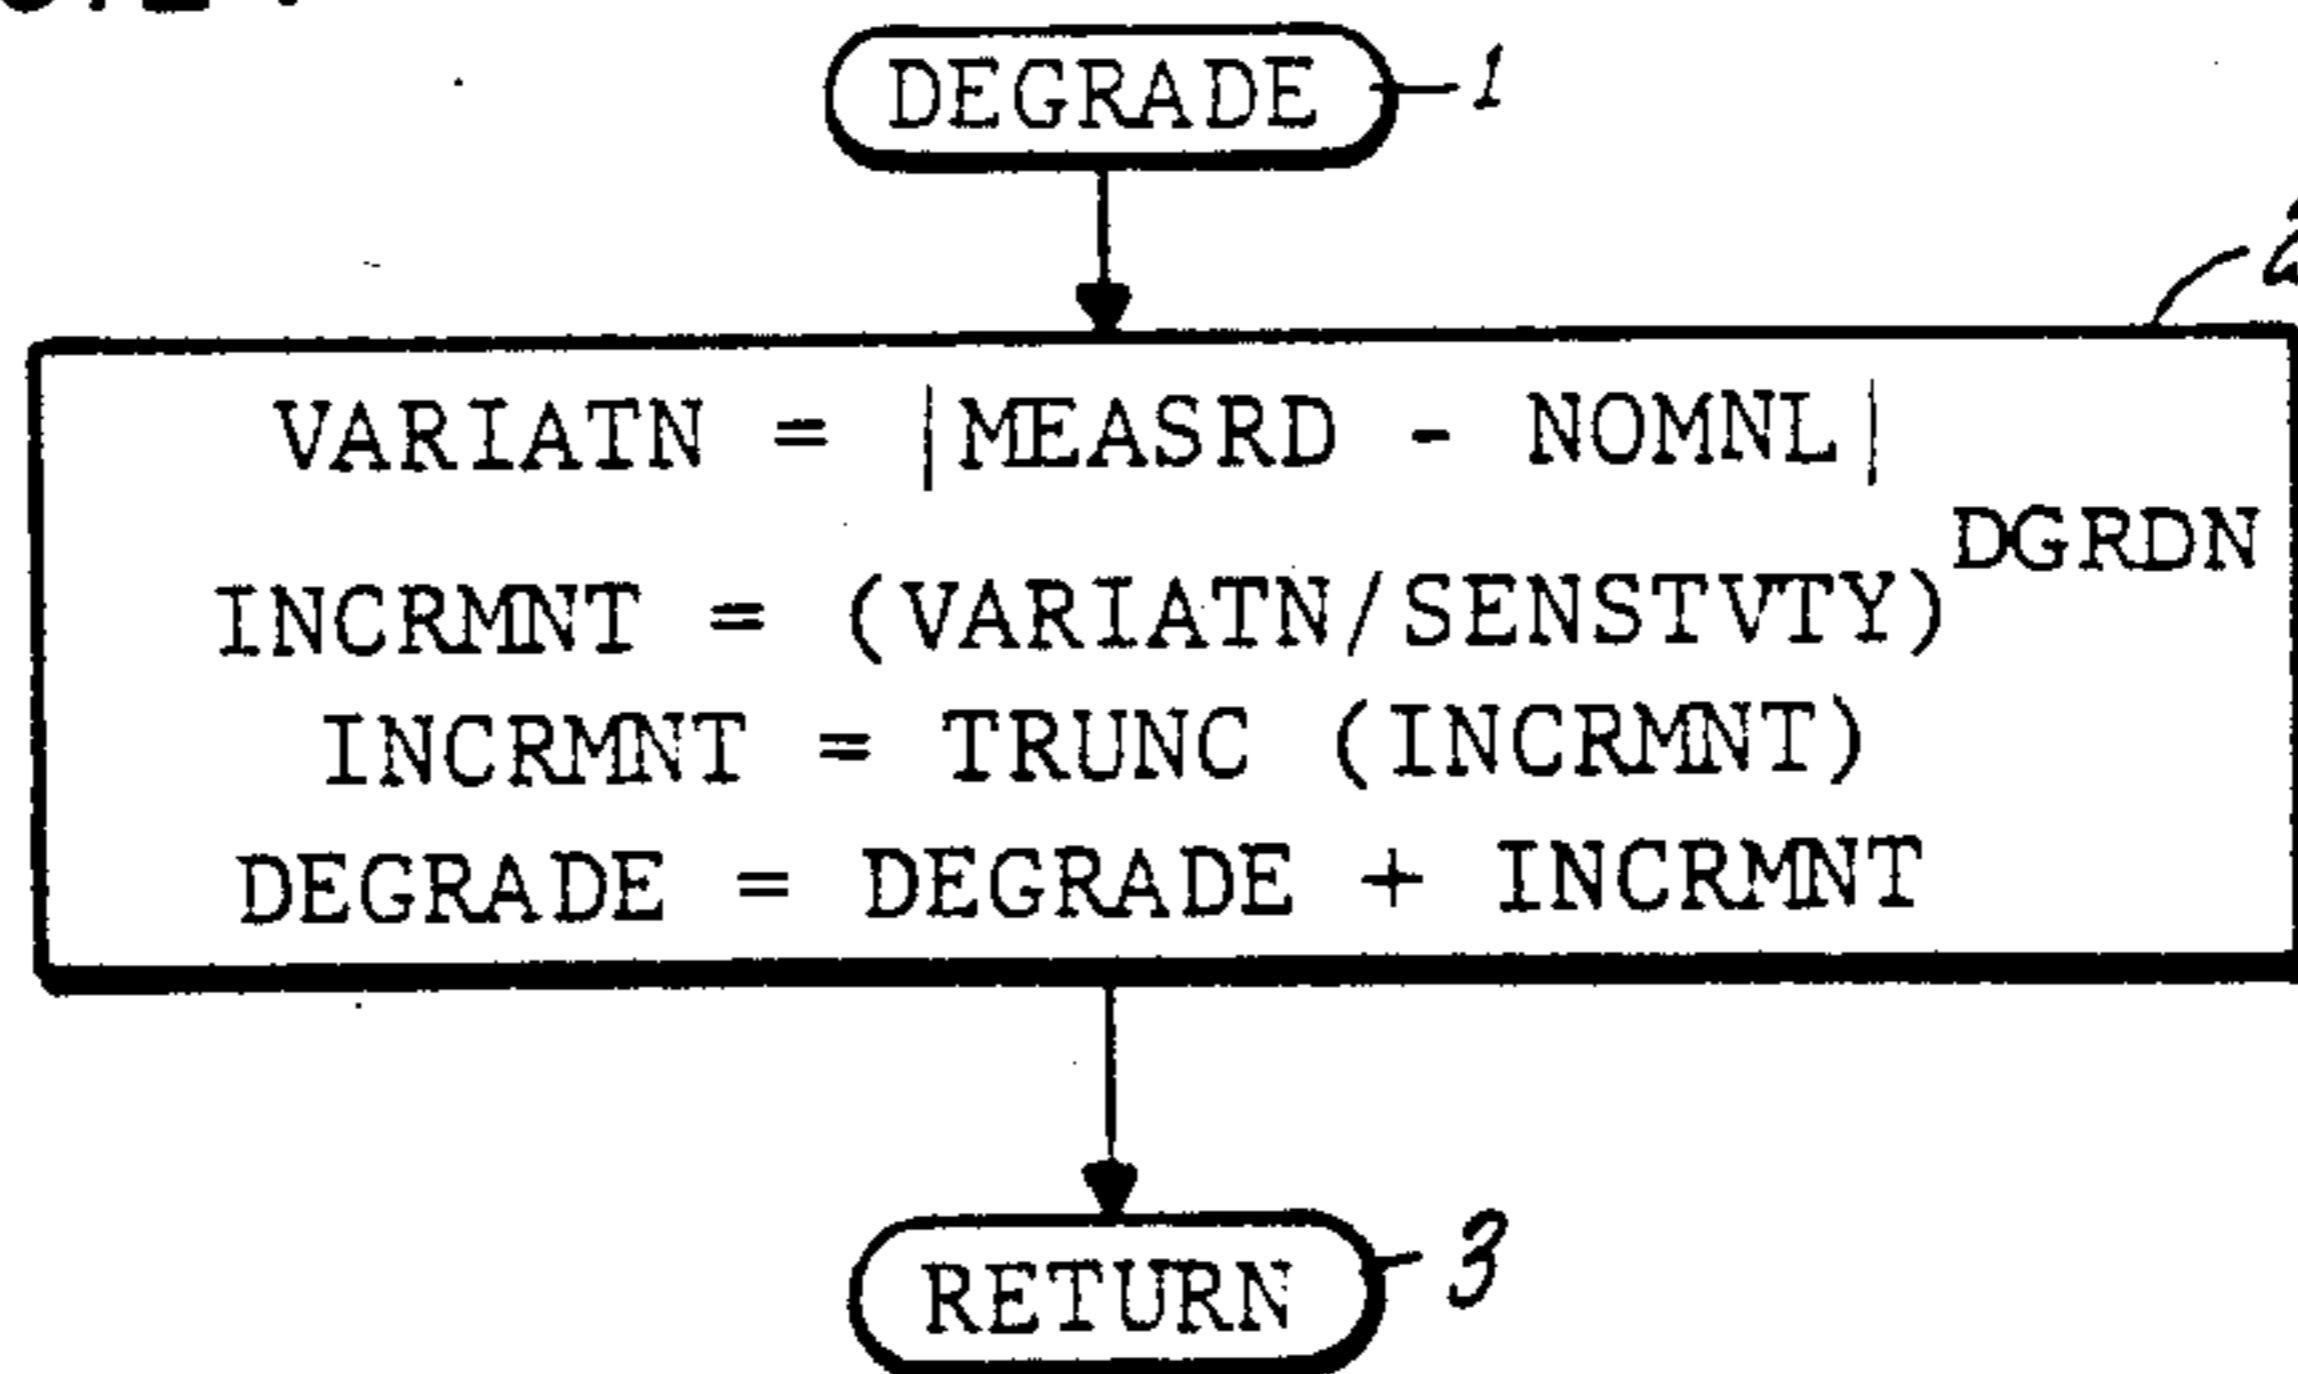 DEGRADE 1
2
VARIATN = |MEASRD - NOMNL|
INCRMNT = (VARIATN/SENSTVTY)^DGRDN
INCRMNT = TRUNC (INCRMNT)
DEGRADE = DEGRADE + INCRMNT
RETURN 3